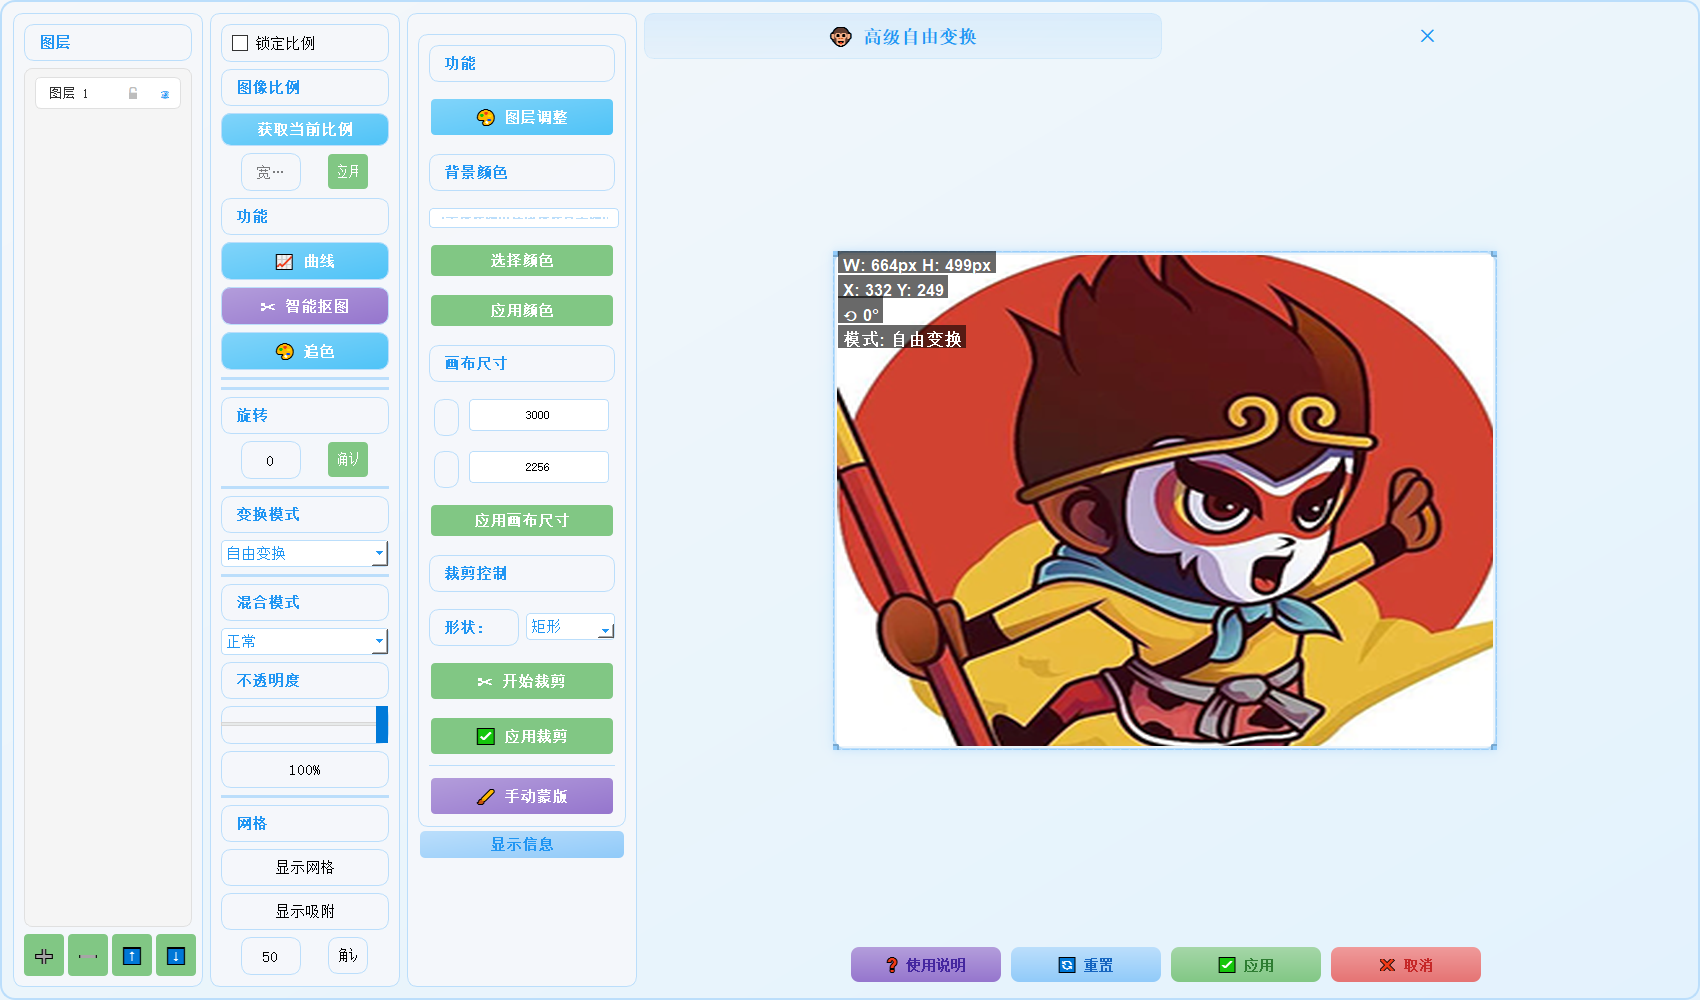 图层
图层 1
锁定比例
图像比例
获取当前比例
宽…
应用
功能
曲线
智能抠图
追色
旋转
0
变换模式
自由变换
混合模式
正常
不透明度
100%
网格
显示网格
显示吸附
50
功能
图层调整
背景颜色
选择颜色
应用颜色
画布尺寸
3000
2256
应用画布尺寸
裁剪控制
形状:
矩形
开始裁剪
应用裁剪
手动蒙版
显示信息
高级自由变换
W: 664px H: 499px
X: 332 Y: 249
0°
模式: 自由变换
使用说明
重置
应用
取消